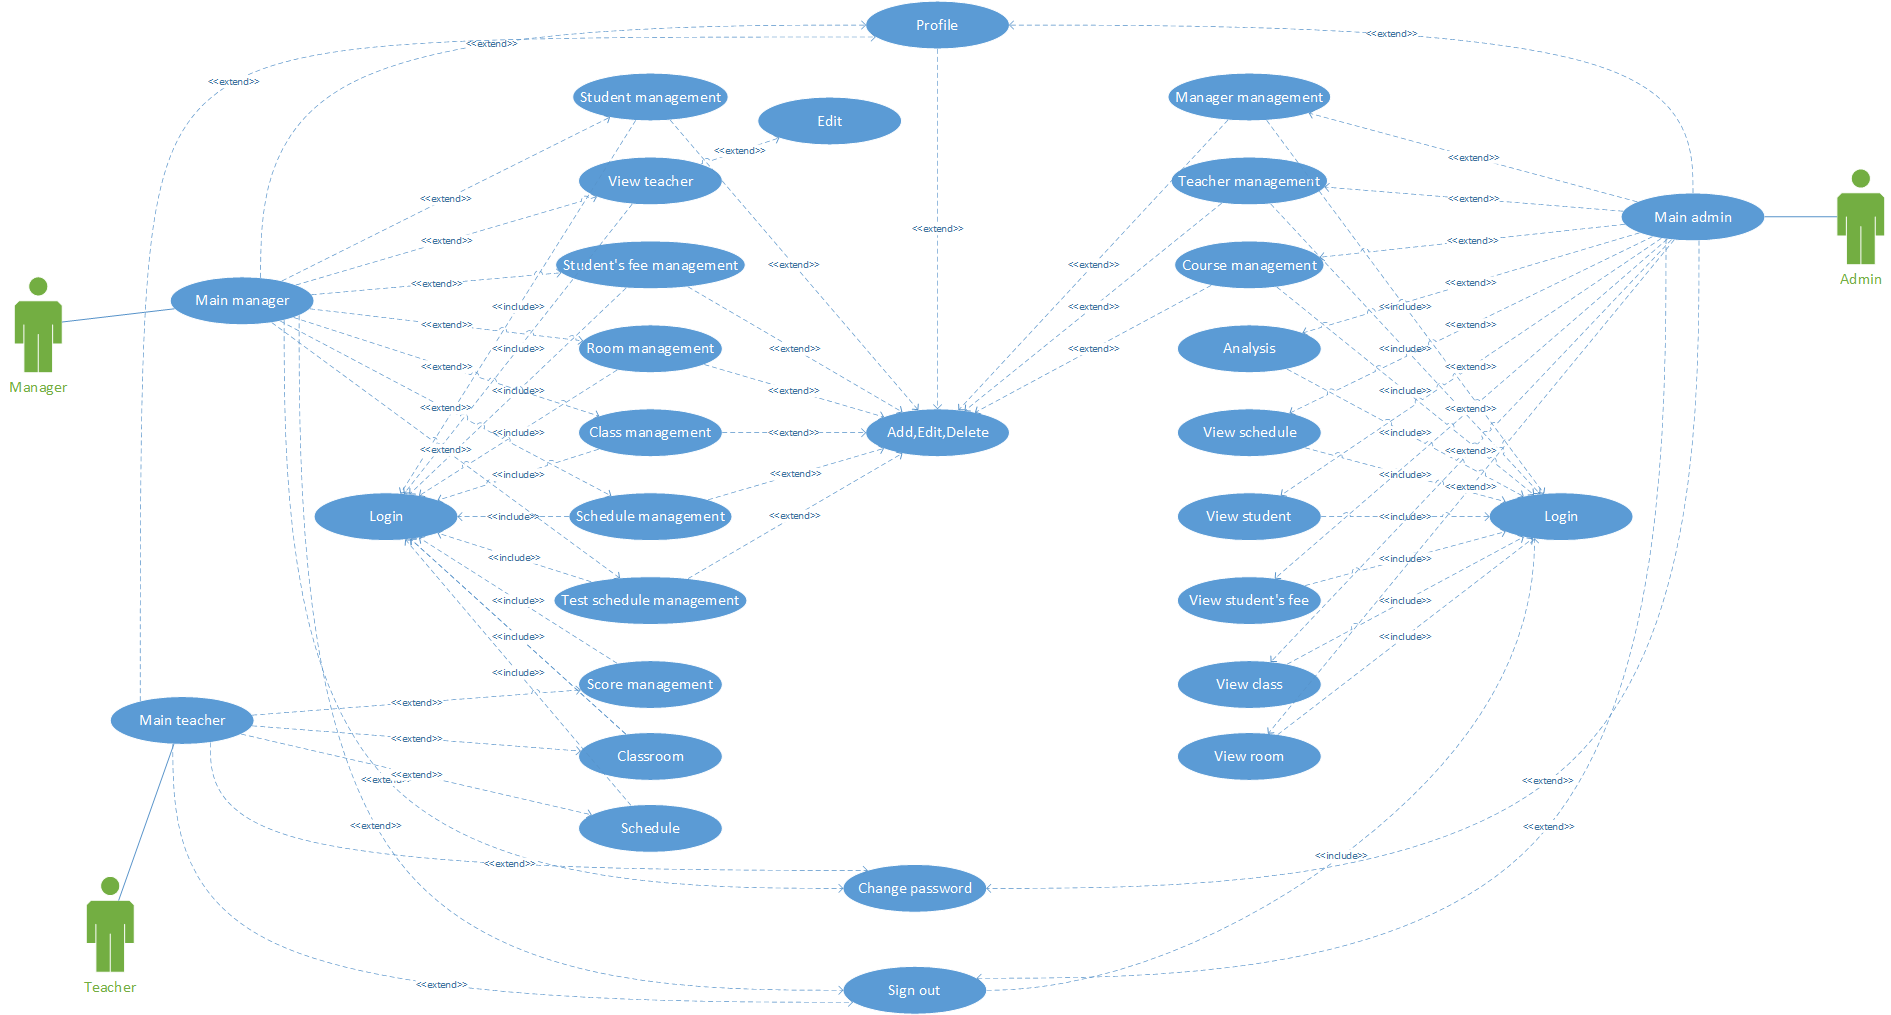 Profile
<<extend>>
<<extend>>
<<extend>>
Student management
Manager management
Edit
<<extend>>
<<extend>>
View teacher
Teacher management
<<extend>>
<<extend>>
Main admin
<<extend>>
<<extend>>
<<extend>>
Student's fee management
<<extend>>
<<extend>>
Course management
Admin
<<extend>>
<<extend>>
Main manager
<<include>>
<<extend>>
<<include>>
<<extend>>
<<extend>>
Room management
<<include>>
<<extend>>
<<extend>>
Analysis
<<include>>
<<extend>>
<<extend>>
Manager
<<include>>
<<extend>>
<<include>>
<<extend>>
<<extend>>
Class management
<<include>>
<<extend>>
Add,Edit,Delete
View schedule
<<include>>
<<extend>>
<<extend>>
<<include>>
<<extend>>
<<include>>
<<extend>>
Login
<<include>>
Schedule management
<<extend>>
View student
<<include>>
Login
<<include>>
<<include>>
<<include>>
Test schedule management
View student's fee
<<include>>
<<include>>
<<include>>
<<include>>
Score management
View class
<<extend>>
Main teacher
<<extend>>
Classroom
View room
<<extend>>
<<extend>>
<<extend>>
Schedule
<<extend>>
<<include>>
<<extend>>
Change password
Teacher
<<extend>>
Sign out